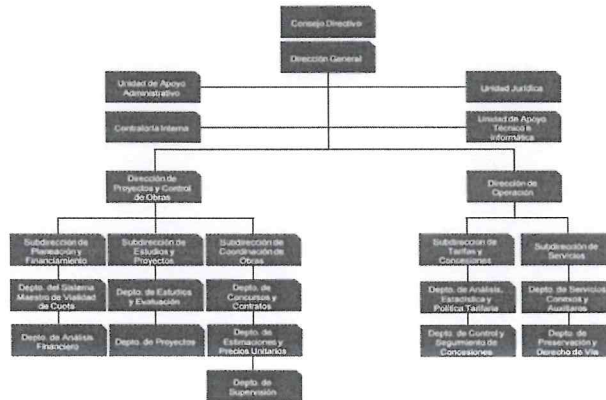 Consejo Directivo
Dirección General
Unidad de Apoyo
Administrativo
Unidad Jurídica
Contraloría Interna
Unidad de Apoyo
Técnico e
Informática
Dirección de
Proyectos y Control
de Obras
Dirección de
Operación
Subdirección de
Planeación y
Financiamiento
Subdirección de
Estudios y
Proyectos
Subdirección de
Coordinación de
Obras
Subdirección de
Tarifas y
Concesiones
Subdirección de
Servicios
Depto. del Sistema
Maestro de Vialidad
de Cuota
Depto. de Estudios
y Evaluación
Depto. de
Concursos y
Contratos
Depto. de Análisis,
Estadística y
Política Tarifaria
Depto. de Servicios
Conexos y
Auxiliares
Depto. de Análisis
Financiero
Depto. de Proyectos
Depto. de
Estimaciones y
Precios Unitarios
Depto. de Control y
Seguimiento de
Concesiones
Depto. de
Preservación y
Derecho de Vía
Depto. de
Supervisión